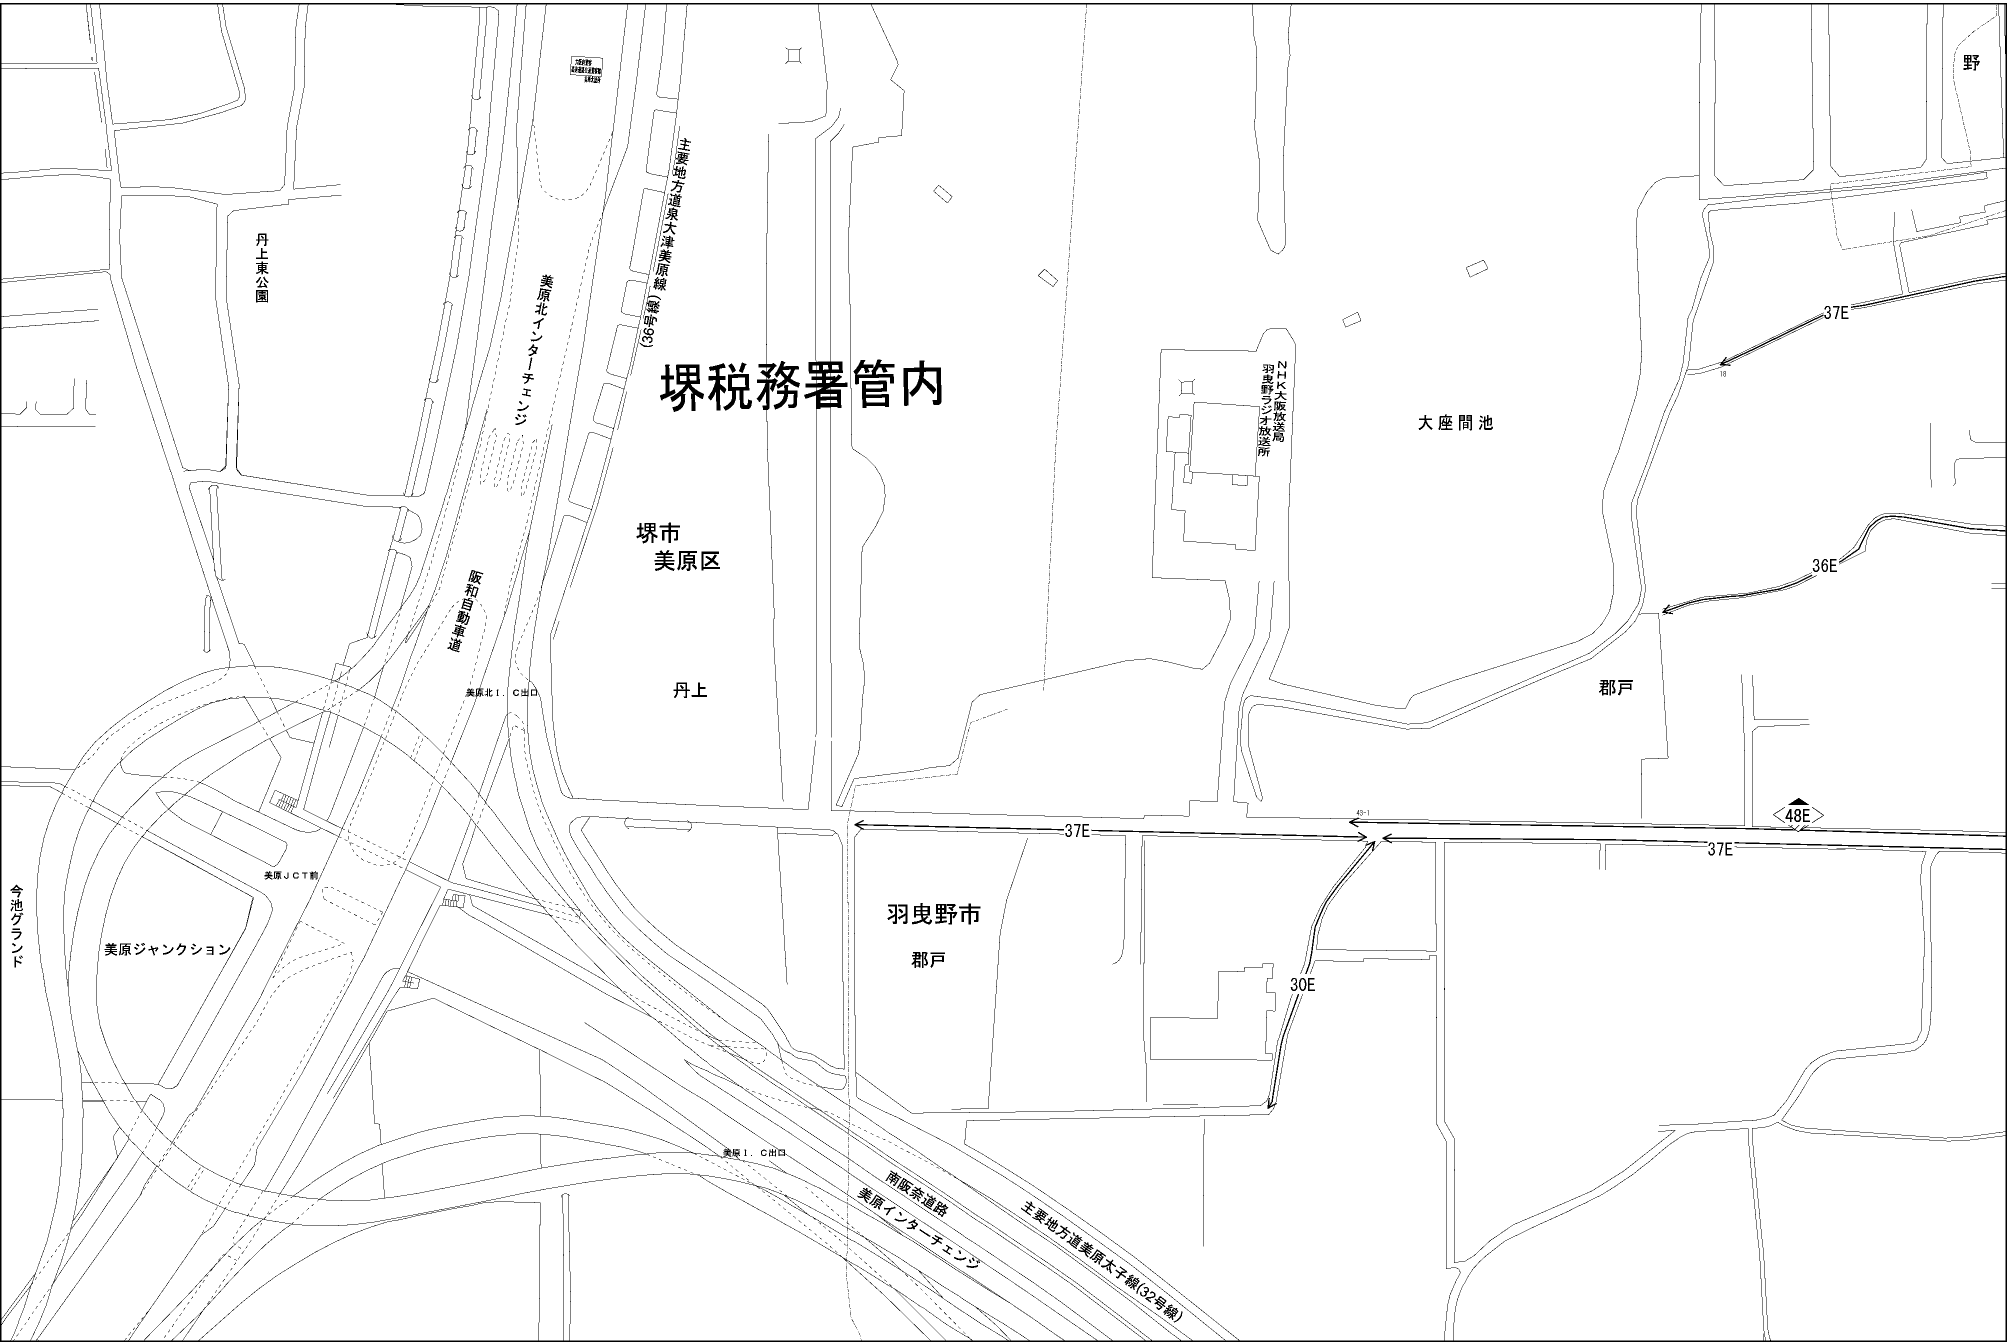 野
主要地方道泉大津美原線
(36号線)
丹上東公園
美原北インターチェンジ
37E
18
堺税務署管内
NHK大阪放送局
羽曳野ラジオ放送所
大座間池
堺市
美原区
36E
阪和自動車道
美原北I.C出口
丹上
郡戸
43-1
48E
37E
37E
美原JCT前
今池グランド
美原ジャンクション
羽曳野市
郡戸
30E
美原I.C出口
南阪奈道路
美原インターチェンジ
主要地方道美原太子線(32号線)